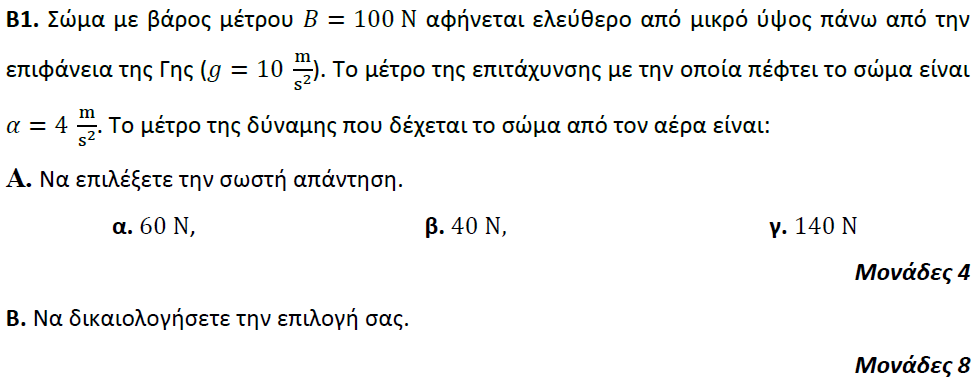 B1. Σώμα με βάρος μέτρου B = 100 N αφήνεται ελεύθερο από μικρό ύψος πάνω από την
επιφάνεια της Γης (g = 10 m/s²). Το μέτρο της επιτάχυνσης με την οποία πέφτει το σώμα είναι
α = 4 m/s². Το μέτρο της δύναμης που δέχεται το σώμα από τον αέρα είναι:
Α. Να επιλέξετε την σωστή απάντηση.
α. 60 N, β. 40 N, γ. 140 N
Μονάδες 4
Β. Να δικαιολογήσετε την επιλογή σας.
Μονάδες 8